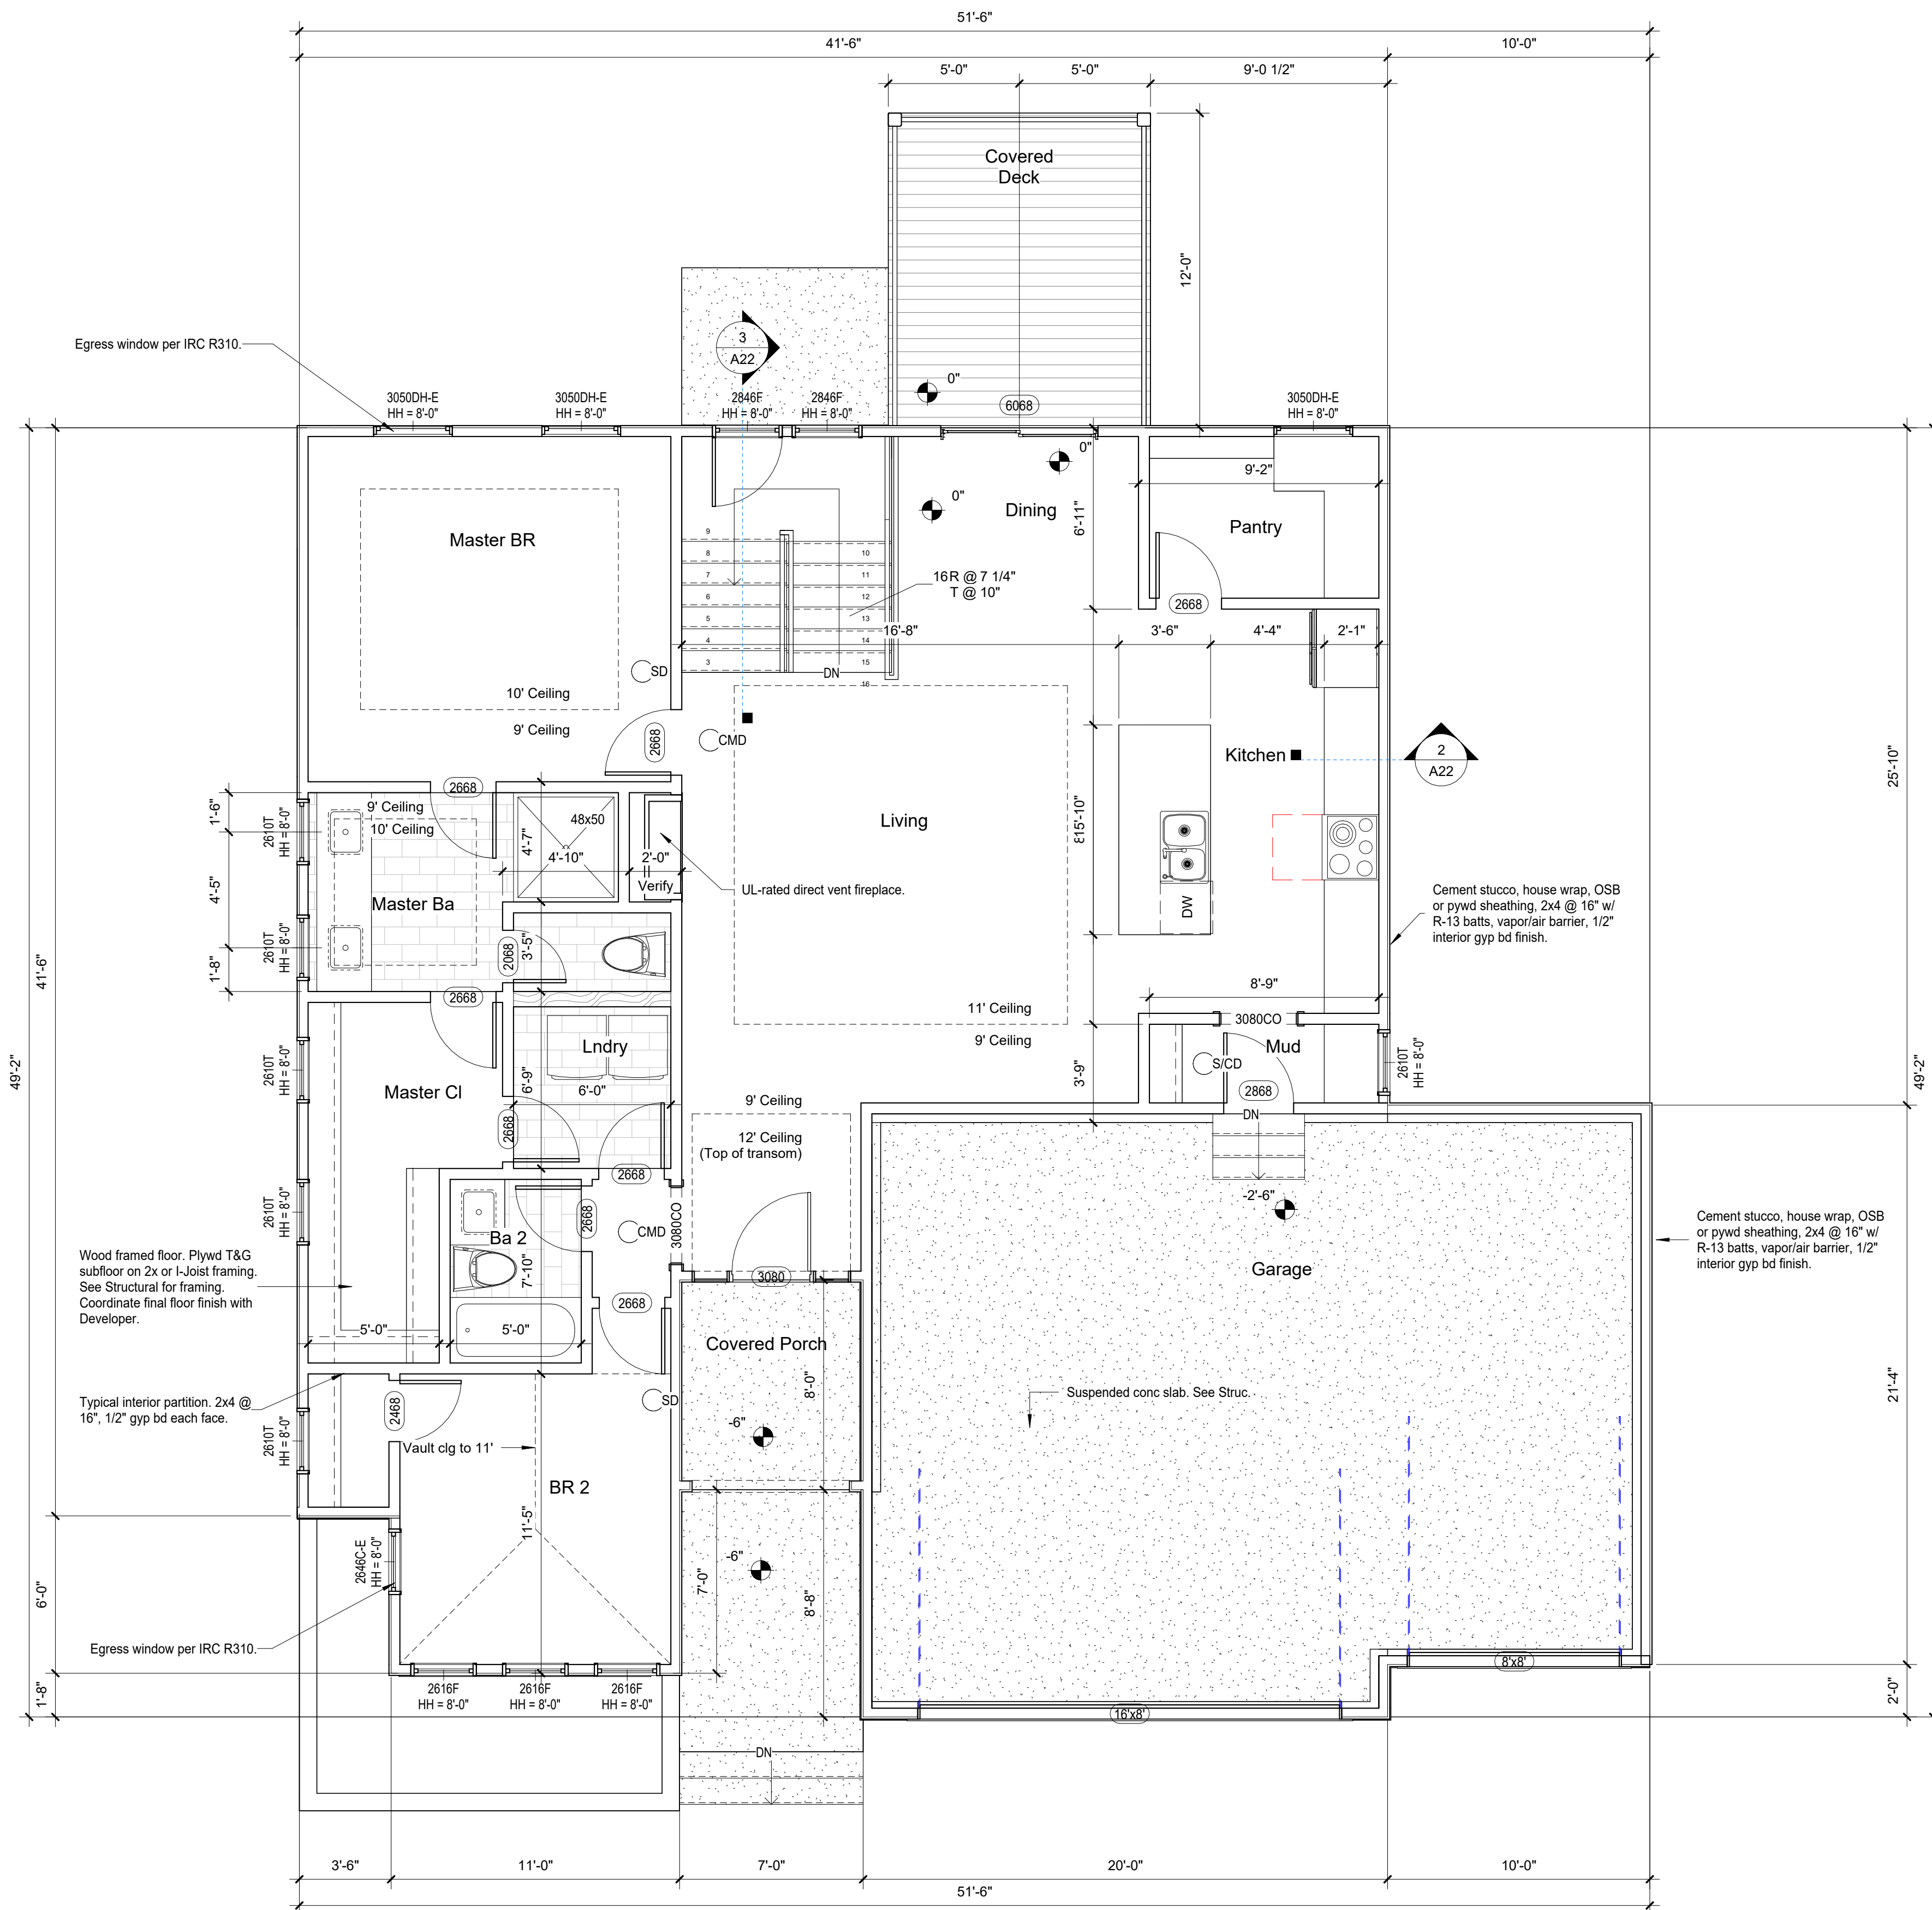 51'-6"
41'-6"
10'-0"
5'-0"
5'-0"
9'-0 1/2"
Covered
Deck
12'-0"
3
A22
Egress window per IRC R310.
0"
3050DH-E
HH = 8'-0"
3050DH-E
HH = 8'-0"
2846F
HH = 8'-0"
2846F
HH = 8'-0"
6068
3050DH-E
HH = 8'-0"
0"
9'-2"
0"
Dining
6'-11"
Pantry
Master BR
9
8
7
6
5
4
3
10
11
12
13
14
15
16
16R @ 7 1/4"
T @ 10"
2668
16'-8"
3'-6"
4'-4"
2'-1"
SD
DN
10' Ceiling
9' Ceiling
2668
CMD
Kitchen
2
A22
25'-10"
2668
9' Ceiling
10' Ceiling
1'-6"
2610T
HH = 8'-0"
48x50
4'-7"
4'-10"
2'-0"
Verify
Living
815'-10"
UL-rated direct vent fireplace.
4'-5"
Master Ba
DW
Cement stucco, house wrap, OSB
or pywd sheathing, 2x4 @ 16" w/
R-13 batts, vapor/air barrier, 1/2"
interior gyp bd finish.
2610T
HH = 8'-0"
2068
3'-5"
1'-8"
41'-6"
49'-2"
2668
8'-9"
11' Ceiling
9' Ceiling
3080CO
Mud
Lndry
2610T
HH = 8'-0"
S/CD
2610T
HH = 8'-0"
49'-2"
Master Cl
6'-9"
6'-0"
3'-9"
2868
DN
9' Ceiling
12' Ceiling
(Top of transom)
2668
2668
-2'-6"
2610T
HH = 8'-0"
2668
CMD
3080CO
Ba 2
7'-10"
Wood framed floor. Plywd T&G
subfloor on 2x or I-Joist framing.
See Structural for framing.
Coordinate final floor finish with
Developer.
3080
Garage
Cement stucco, house wrap, OSB
or pywd sheathing, 2x4 @ 16" w/
R-13 batts, vapor/air barrier, 1/2"
interior gyp bd finish.
2668
5'-0"
5'-0"
Covered Porch
8'-0"
Suspended conc slab. See Struc.
21'-4"
Typical interior partition. 2x4 @
16", 1/2" gyp bd each face.
2468
SD
-6"
2610T
HH = 8'-0"
Vault clg to 11'
BR 2
11'-5"
2646C-E
HH = 8'-0"
-6"
7'-0"
8'-8"
6'-0"
Egress window per IRC R310.
8'x8'
2616F
HH = 8'-0"
2616F
HH = 8'-0"
2616F
HH = 8'-0"
1'-8"
2'-0"
16'x8'
DN
3'-6"
11'-0"
7'-0"
20'-0"
10'-0"
51'-6"